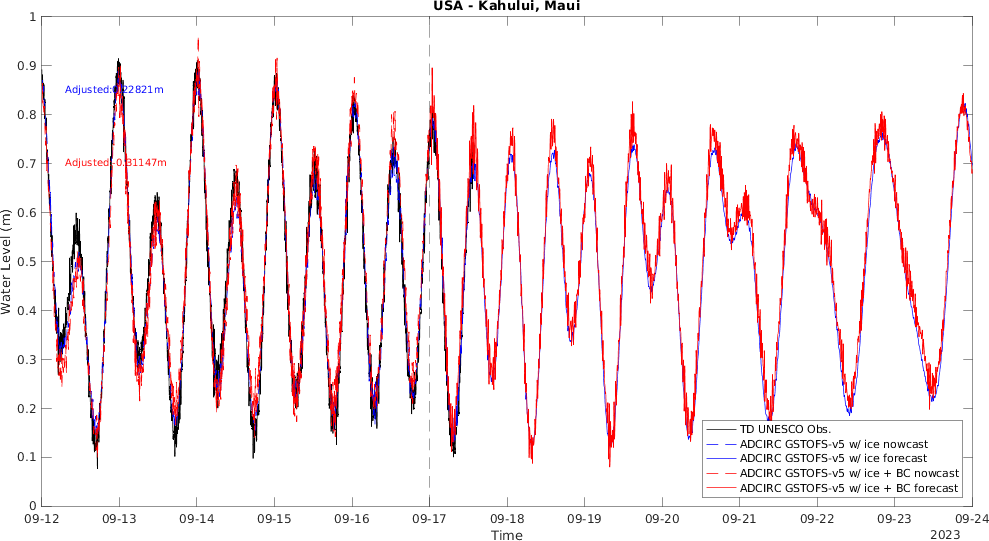 USA - Kahului, Maui
1
0.9
0.8
0.7
0.6
0.5
0.4
0.3
0.2
0.1
0
Water Level (m)
Adjusted:0.22821m
Adjusted:-0.31147m
TD UNESCO Obs.
ADCIRC GSTOFS-v5 w/ ice nowcast
ADCIRC GSTOFS-v5 w/ ice forecast
ADCIRC GSTOFS-v5 w/ ice + BC nowcast
ADCIRC GSTOFS-v5 w/ ice + BC forecast
09-12 09-13 09-14 09-15 09-16 09-17 09-18 09-19 09-20 09-21 09-22 09-23 09-24
Time
2023